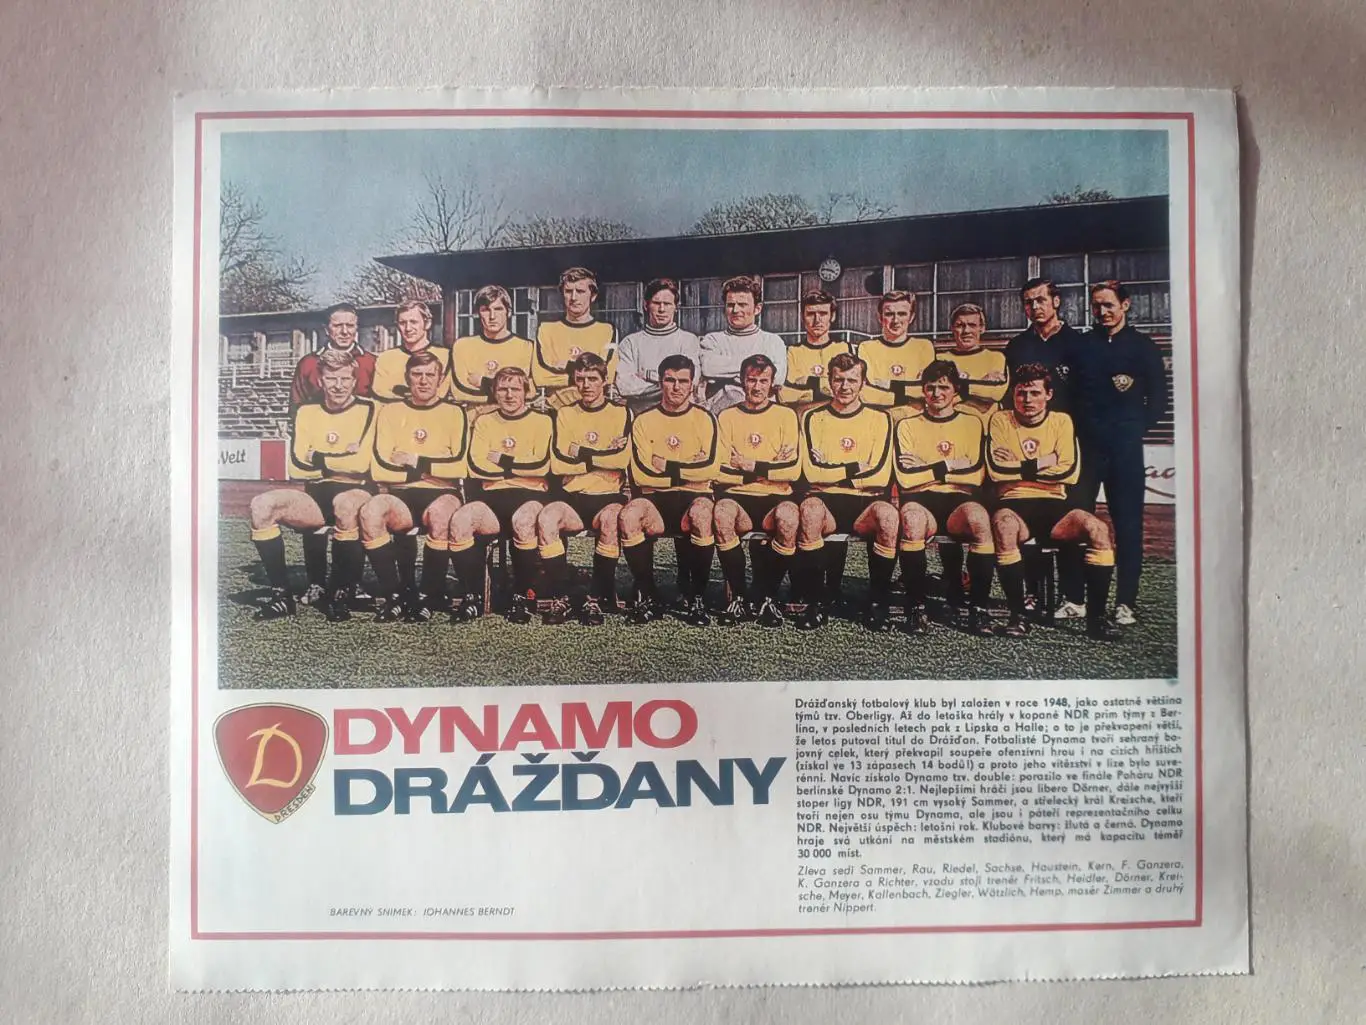 Welt
DYNAMO
DRÁŽĎANY
DRESDEN
BAREVNÝ SNIMEK: JOHANNES BERNDT
Drážďanský fotbalový klub byl založen v roce 1948, jako ostatně většina
týmů tzv. Oberligy. Až do letoška hrály v kopané NDR prim týmy z Ber-
lína, v posledních letech pak z Lipska a Halle; o to je překvapení větší,
že letos putoval titul do Drážďan. Fotbalisté Dynama tvoří sehraný bo-
jovný celek, který překvapil soupeře ofenzivní hrou i na cizích hřištích
(získal ve 13 zápasech 14 bodů!) a proto jeho vítězství v lize bylo suve-
rénní. Navíc získalo Dynamo tzv. double: porazilo ve finále Poháru NDR
berlínské Dynamo 2:1. Nejlepšími hráči jsou libero Dörner, dále nejvyšší
stoper ligy NDR, 191 cm vysoký Sammer, a střelecký král Kreische, kteří
tvoří nejen osu týmu Dynama, ale jsou i páteří reprezentačního celku
NDR. Největší úspěch: letošní rok. Klubové barvy: žlutá a černá. Dynamo
hraje svá utkání na městském stadiónu, který má kapacitu téměř
30 000 míst.
Zleva sedí Sammer, Rau, Riedel, Sachse, Haustein, Kern, F. Ganzera,
K. Ganzera a Richter, vzadu stojí trenér Fritsch, Heidler, Dörner, Krei-
sche, Meyer, Kallenbach, Ziegler, Wätzlich, Hemp, masér Zimmer a druhý
trenér Nippert.